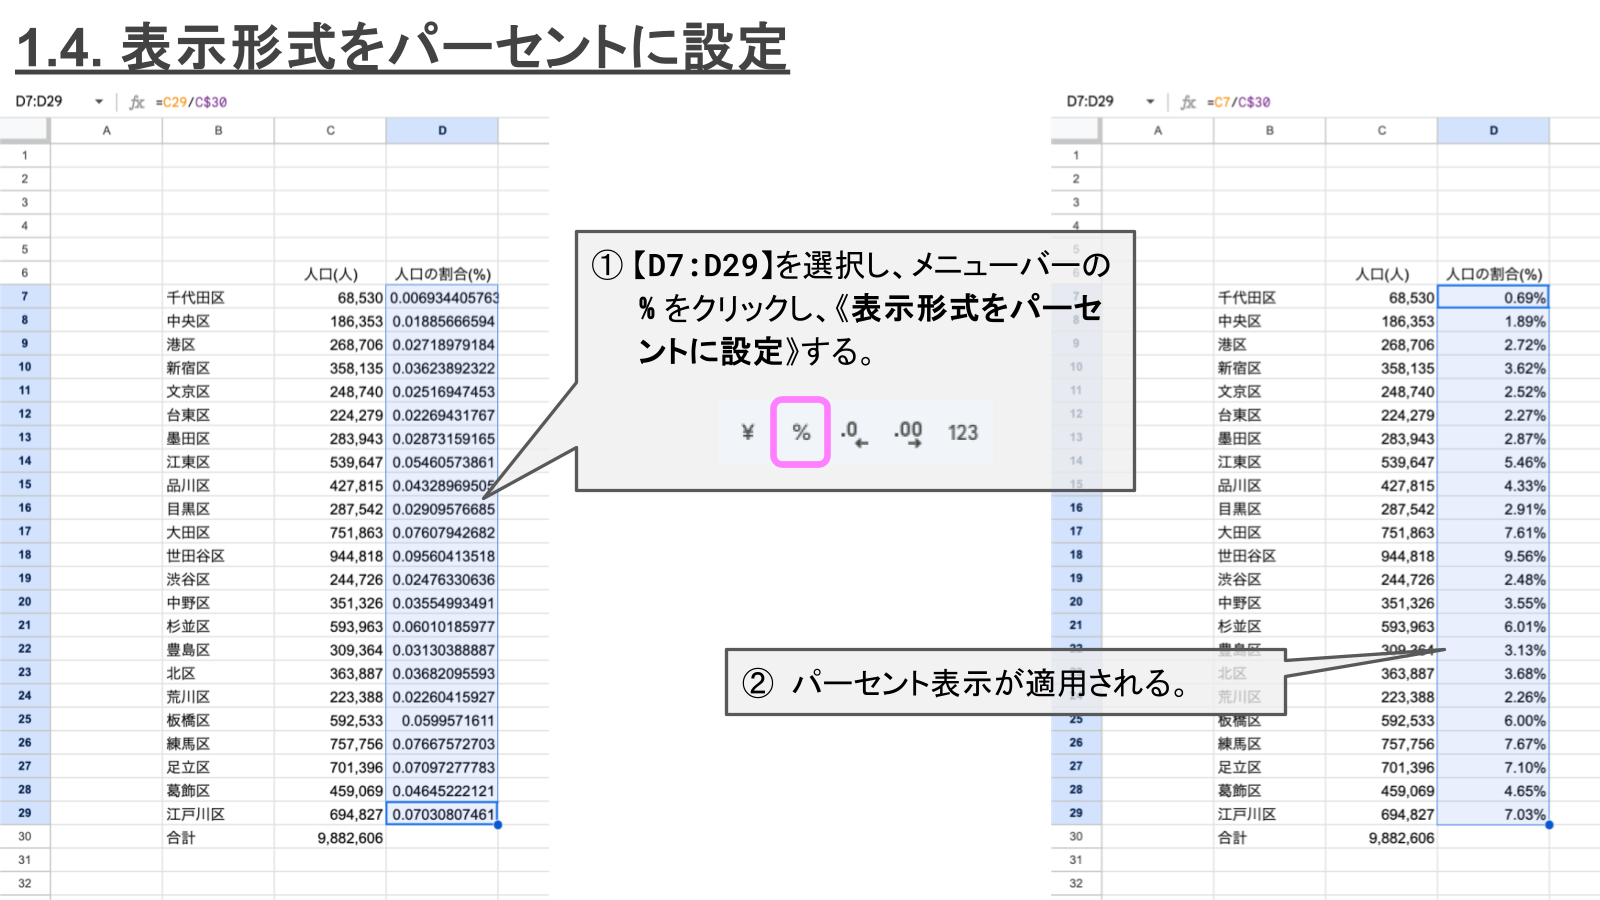 1.4. 表示形式をパーセントに設定
D7:D29 fx =C29/C$30
A B C D
1
2
3
4
5
6 人口(人) 人口の割合(%)
7 千代田区 68,530 0.006934405763
8 中央区 186,353 0.01885666594
9 港区 268,706 0.02718979184
10 新宿区 358,135 0.03623892322
11 文京区 248,740 0.02516947453
12 台東区 224,279 0.02269431767
13 墨田区 283,943 0.02873159165
14 江東区 539,647 0.05460573861
15 品川区 427,815 0.04328969505
16 目黒区 287,542 0.02909576685
17 大田区 751,863 0.07607942682
18 世田谷区 944,818 0.09560413518
19 渋谷区 244,726 0.02476330636
20 中野区 351,326 0.03554993491
21 杉並区 593,963 0.06010185977
22 豊島区 309,364 0.03130388887
23 北区 363,887 0.03682095593
24 荒川区 223,388 0.02260415927
25 板橋区 592,533 0.0599571611
26 練馬区 757,756 0.07667572703
27 足立区 701,396 0.07097277783
28 葛飾区 459,069 0.04645222121
29 江戸川区 694,827 0.07030807461
30 合計 9,882,606
31
32
①【D7:D29】を選択し、メニューバーの
% をクリックし、《表示形式をパーセ
ントに設定》する。
¥ % .0 .00 123
② パーセント表示が適用される。
D7:D29 fx =C7/C$30
A B C D
1
2
3
4
5
6 人口(人) 人口の割合(%)
7 千代田区 68,530 0.69%
8 中央区 186,353 1.89%
9 港区 268,706 2.72%
10 新宿区 358,135 3.62%
11 文京区 248,740 2.52%
12 台東区 224,279 2.27%
13 墨田区 283,943 2.87%
14 江東区 539,647 5.46%
15 品川区 427,815 4.33%
16 目黒区 287,542 2.91%
17 大田区 751,863 7.61%
18 世田谷区 944,818 9.56%
19 渋谷区 244,726 2.48%
20 中野区 351,326 3.55%
21 杉並区 593,963 6.01%
22 豊島区 309,364 3.13%
23 北区 363,887 3.68%
24 荒川区 223,388 2.26%
25 板橋区 592,533 6.00%
26 練馬区 757,756 7.67%
27 足立区 701,396 7.10%
28 葛飾区 459,069 4.65%
29 江戸川区 694,827 7.03%
30 合計 9,882,606
31
32